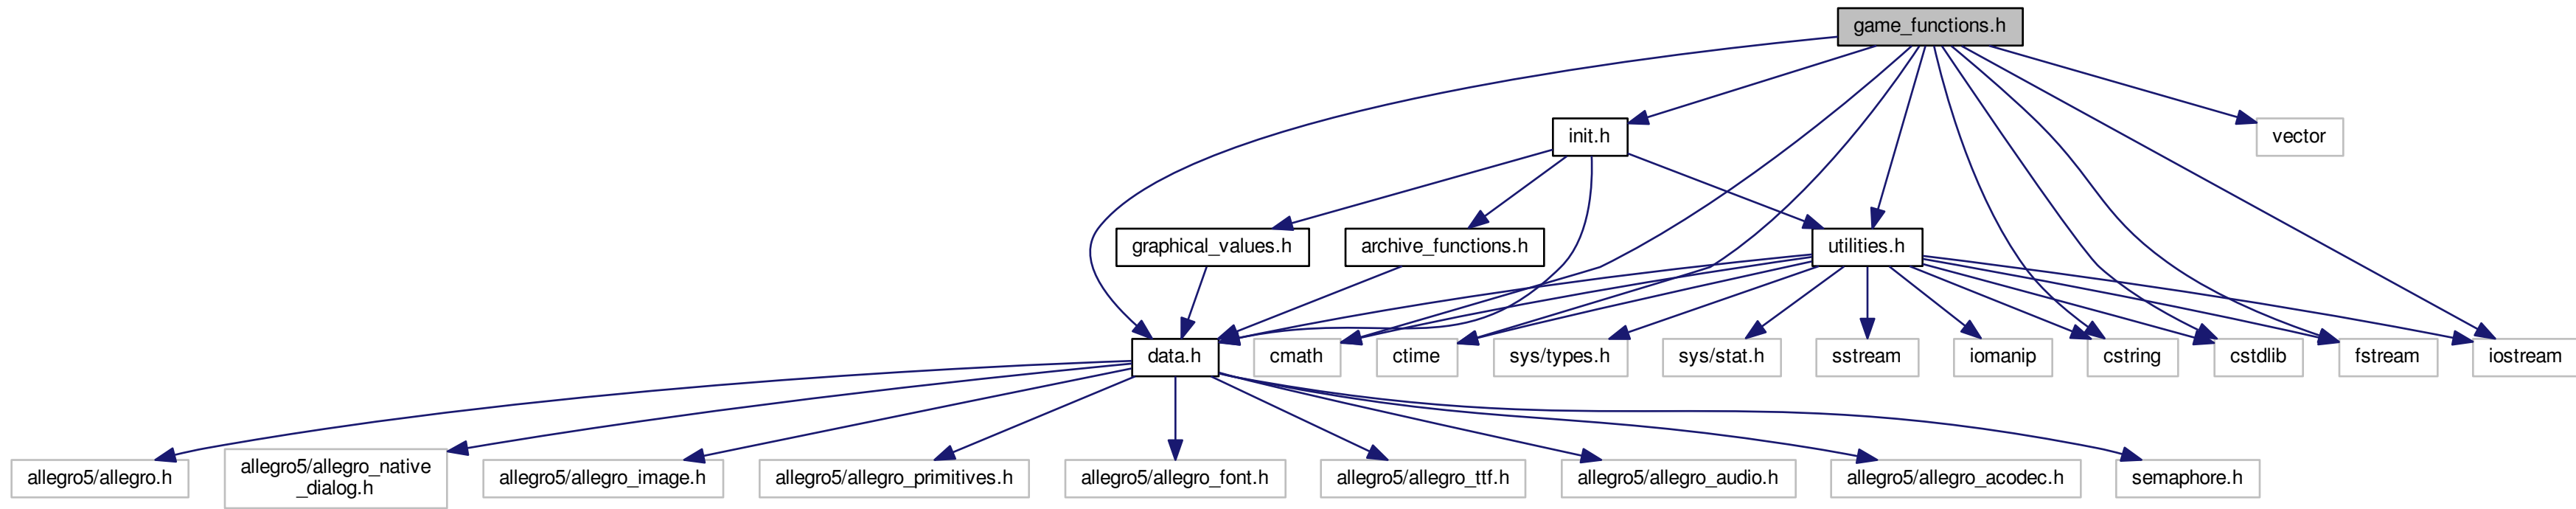 game_functions.h
init.h
vector
graphical_values.h
archive_functions.h
utilities.h
data.h
cmath
ctime
sys/types.h
sys/stat.h
sstream
iomanip
cstring
cstdlib
fstream
iostream
allegro5/allegro.h
allegro5/allegro_native
_dialog.h
allegro5/allegro_image.h
allegro5/allegro_primitives.h
allegro5/allegro_font.h
allegro5/allegro_ttf.h
allegro5/allegro_audio.h
allegro5/allegro_acodec.h
semaphore.h